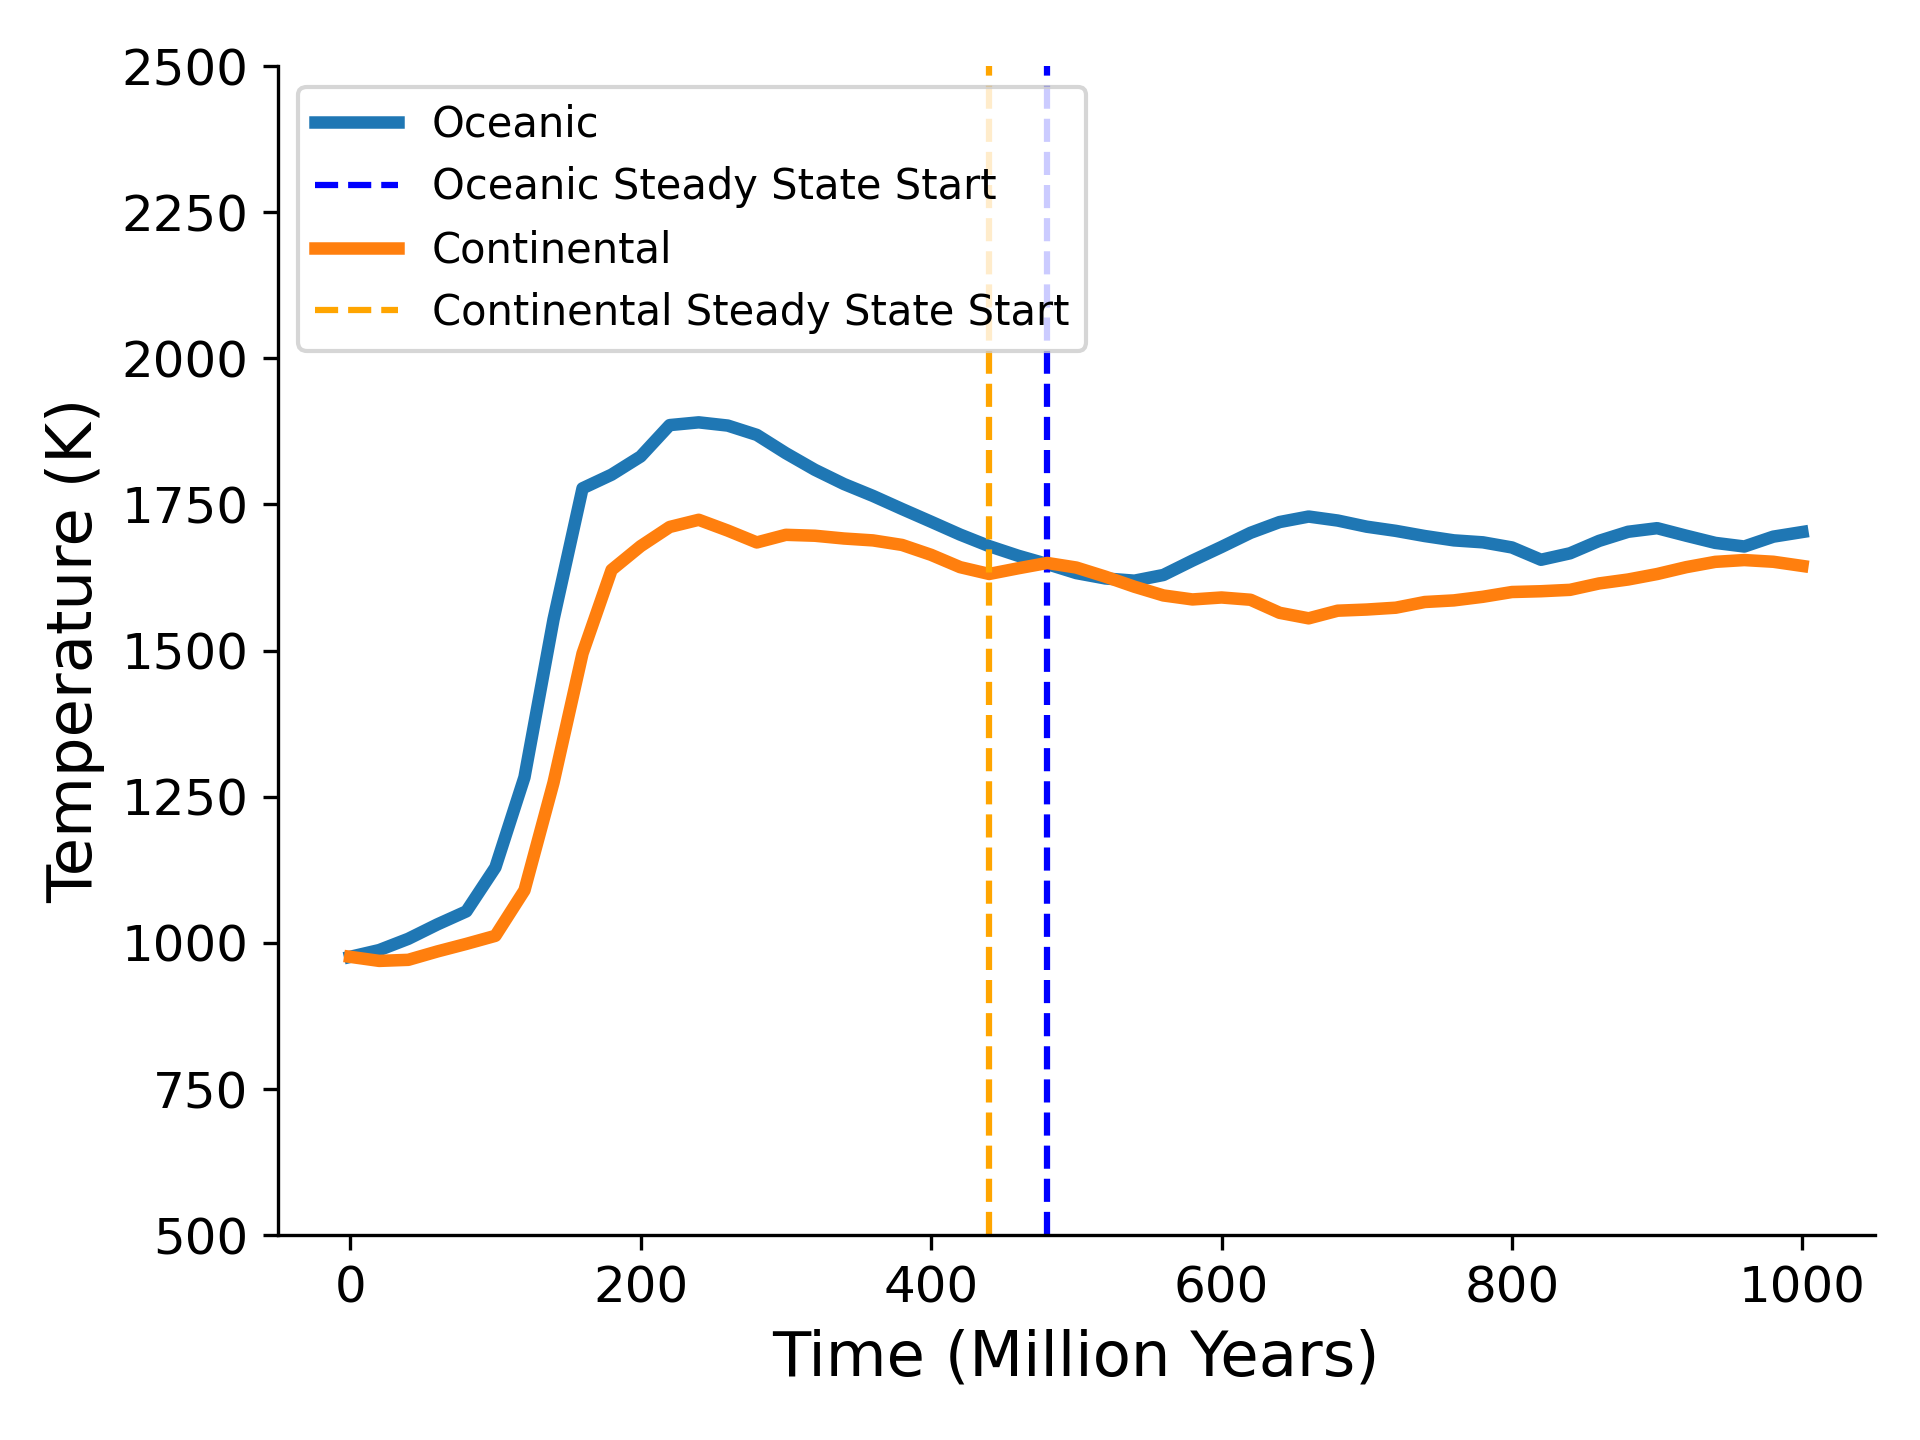 2500
2250
2000
1750
1500
1250
1000
750
500
Temperature (K)
Oceanic
Oceanic Steady State Start
Continental
Continental Steady State Start
0 200 400 600 800 1000
Time (Million Years)